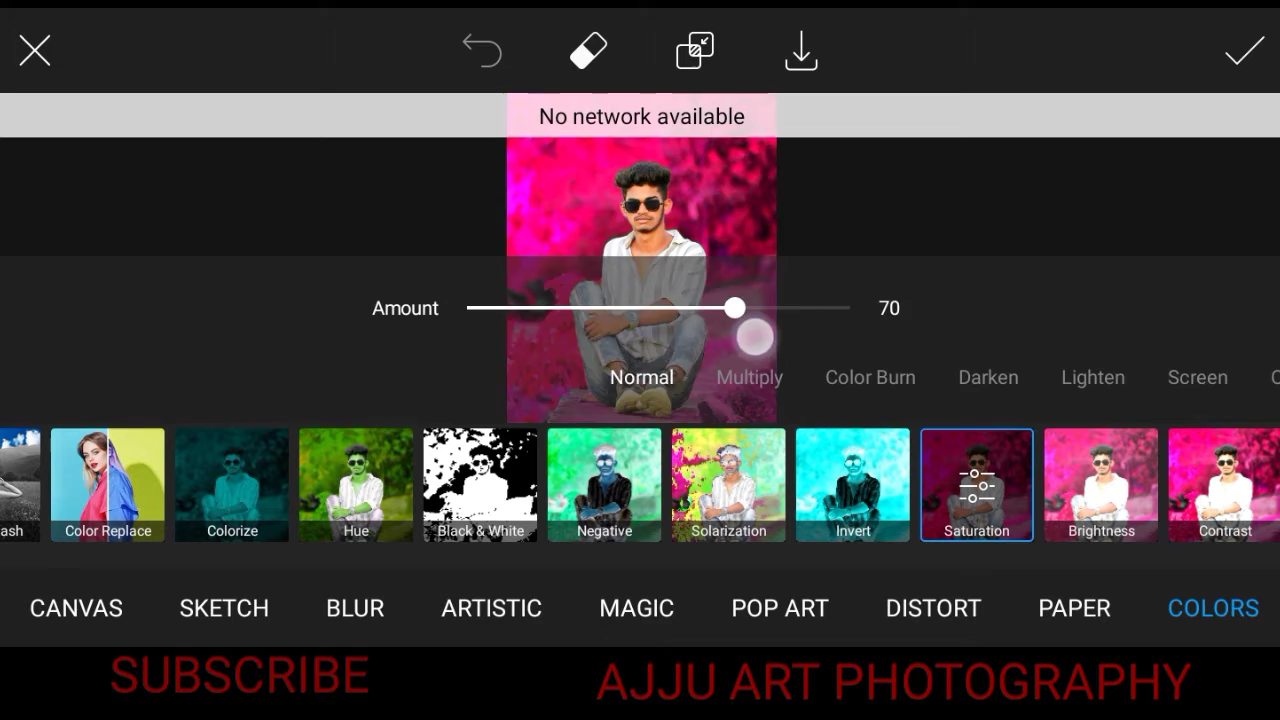 No network available
Amount 70
Normal Multiply Color Burn Darken Lighten Screen
ash Color Replace Colorize Hue Black & White Negative Solarization Invert Saturation Brightness Contrast
CANVAS SKETCH BLUR ARTISTIC MAGIC POP ART DISTORT PAPER COLORS
SUBSCRIBE AJJU ART PHOTOGRAPHY